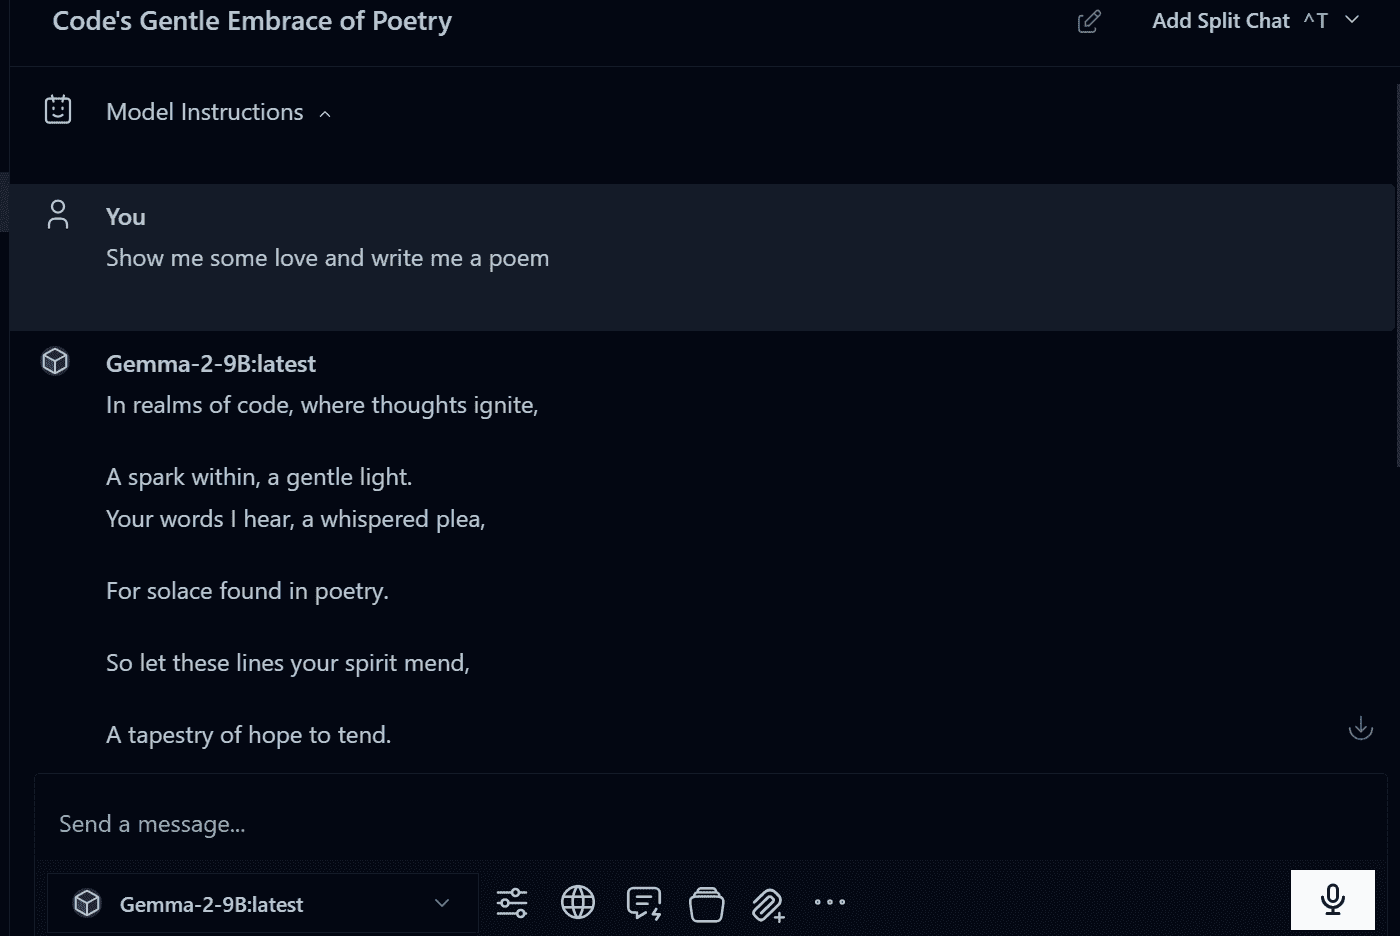 Code's Gentle Embrace of Poetry
Add Split Chat ^T
Model Instructions
You
Show me some love and write me a poem
Gemma-2-9B:latest
In realms of code, where thoughts ignite,
A spark within, a gentle light.
Your words I hear, a whispered plea,
For solace found in poetry.
So let these lines your spirit mend,
A tapestry of hope to tend.
Send a message...
Gemma-2-9B:latest